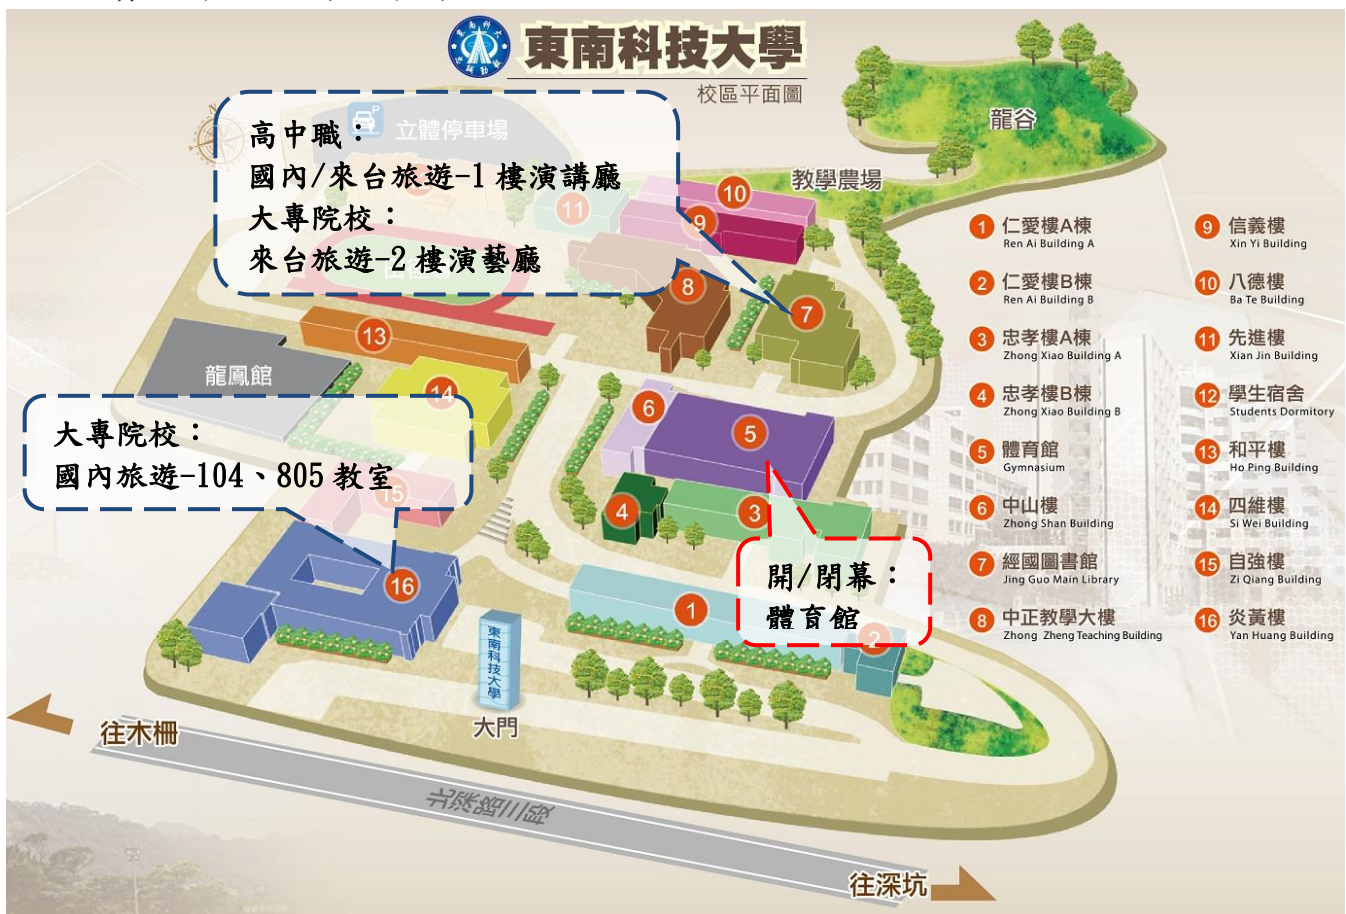 東南科技大學
校區平面圖
龍谷
P
立體停車場
高中職：
國內/來台旅遊-1樓演講廳
大專院校：
來台旅遊-2樓演藝廳
教學農場
10
11
9
8
7
13
龍鳳館
14
6
5
大專院校：
國內旅遊-104、805教室
15
4
3
16
開/閉幕：
體育館
1
2
東南科技大學
大門
往木柵
北深路三段
往深坑
1 仁愛樓A棟
Ren Ai Building A
2 仁愛樓B棟
Ren Ai Building B
3 忠孝樓A棟
Zhong Xiao Building A
4 忠孝樓B棟
Zhong Xiao Building B
5 體育館
Gymnasium
6 中山樓
Zhong Shan Building
7 經國圖書館
Jing Guo Main Library
8 中正教學大樓
Zhong Zheng Teaching Building
9 信義樓
Xin Yi Building
10 八德樓
Ba Te Building
11 先進樓
Xian Jin Building
12 學生宿舍
Students Dormitory
13 和平樓
Ho Ping Building
14 四維樓
Si Wei Building
15 自強樓
Zi Qiang Building
16 炎黃樓
Yan Huang Building